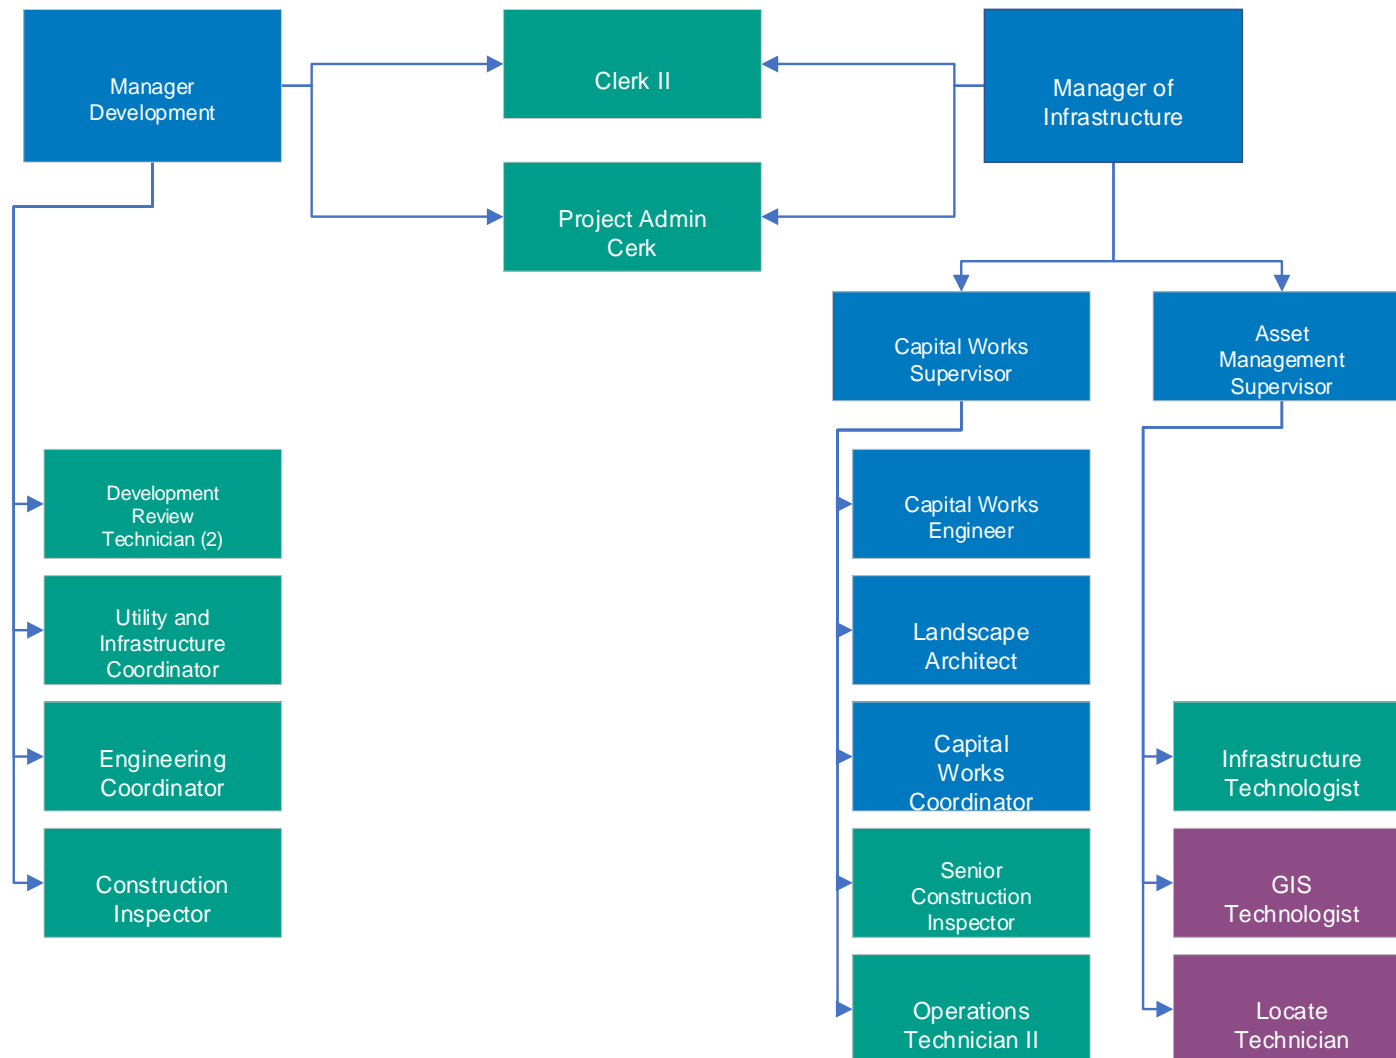 Manager
Development
Clerk II
Manager of
Infrastructure
Project Admin
Cerk
Capital Works
Supervisor
Asset
Management
Supervisor
Development
Review
Technician (2)
Capital Works
Engineer
Utility and
Infrastructure
Coordinator
Landscape
Architect
Engineering
Coordinator
Capital
Works
Coordinator
Infrastructure
Technologist
Construction
Inspector
Senior
Construction
Inspector
GIS
Technologist
Operations
Technician II
Locate
Technician